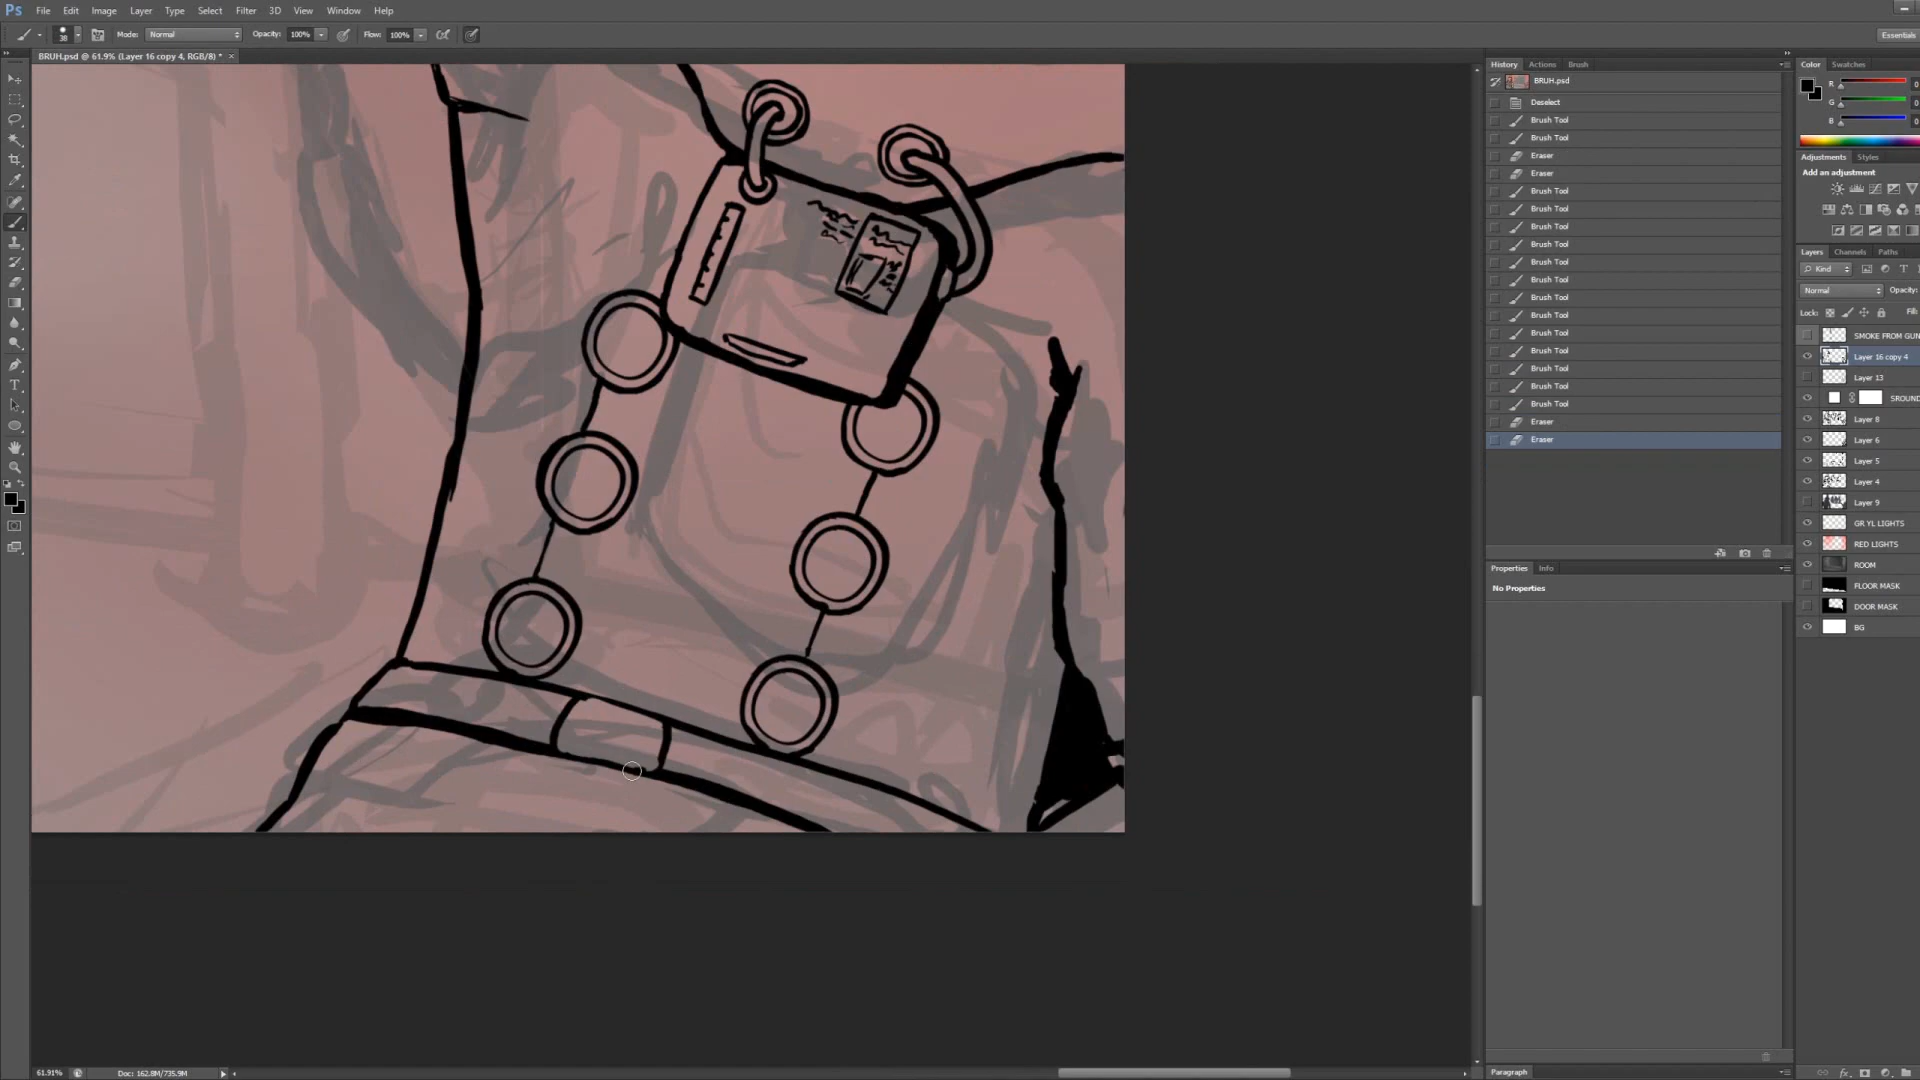 Ps File Edit Image Layer Type Select Filter 3D View Window Help
38 Mode: Normal Opacity: 100% Flow: 100% Essentials
BRUH.psd @ 61.9% (Layer 16 copy 4, RGB/8) * ×
History Actions Brush
BRUH.psd
Deselect
Brush Tool
Brush Tool
Eraser
Eraser
Brush Tool
Brush Tool
Brush Tool
Brush Tool
Brush Tool
Brush Tool
Brush Tool
Brush Tool
Brush Tool
Brush Tool
Brush Tool
Brush Tool
Brush Tool
Eraser
Eraser
Properties Info
No Properties
Paragraph
Color Swatches
R 0
G 0
B 0
Adjustments Styles
Add an adjustment
Layers Channels Paths
Kind
Normal Opacity:
Lock: Fill:
SMOKE FROM GUN
Layer 16 copy 4
Layer 13
SROUND
Layer 8
Layer 6
Layer 5
Layer 4
Layer 9
GR YL LIGHTS
RED LIGHTS
ROOM
FLOOR MASK
DOOR MASK
BG
61.91% Doc: 162.8M/735.9M